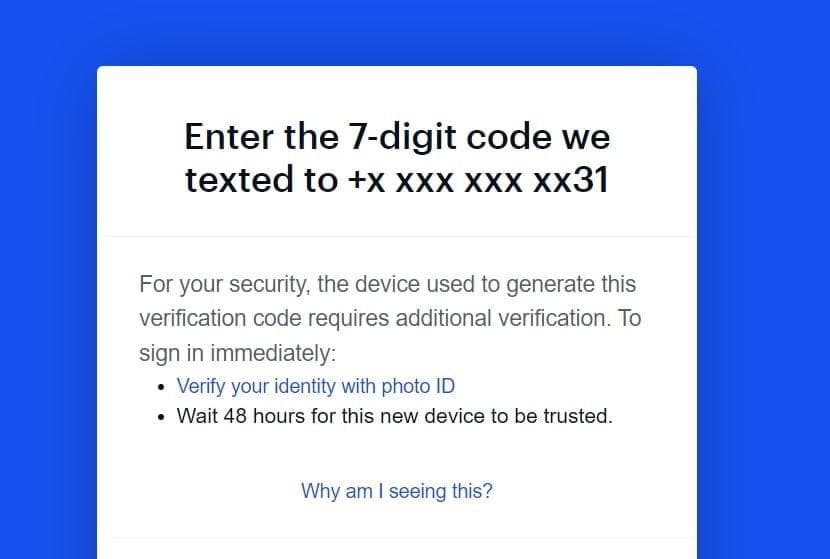 Enter the 7-digit code we
texted to +x xxx xxx xx31
For your security, the device used to generate this
verification code requires additional verification. To
sign in immediately:
• Verify your identity with photo ID
• Wait 48 hours for this new device to be trusted.
Why am I seeing this?